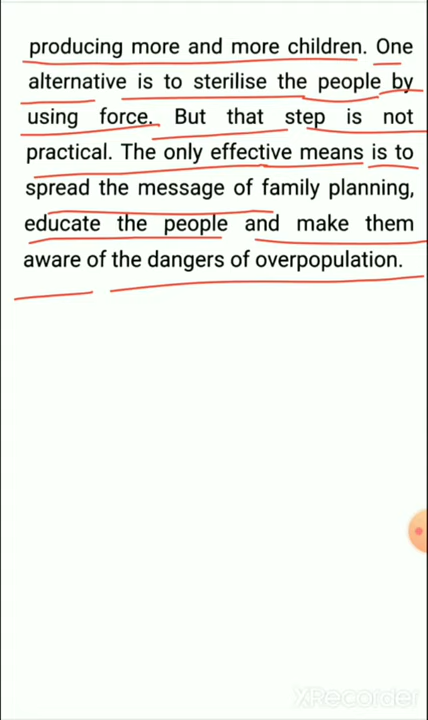 producing more and more children. One
alternative is to sterilise the people by
using force. But that step is not
practical. The only effective means is to
spread the message of family planning,
educate the people and make them
aware of the dangers of overpopulation.
XRecorder